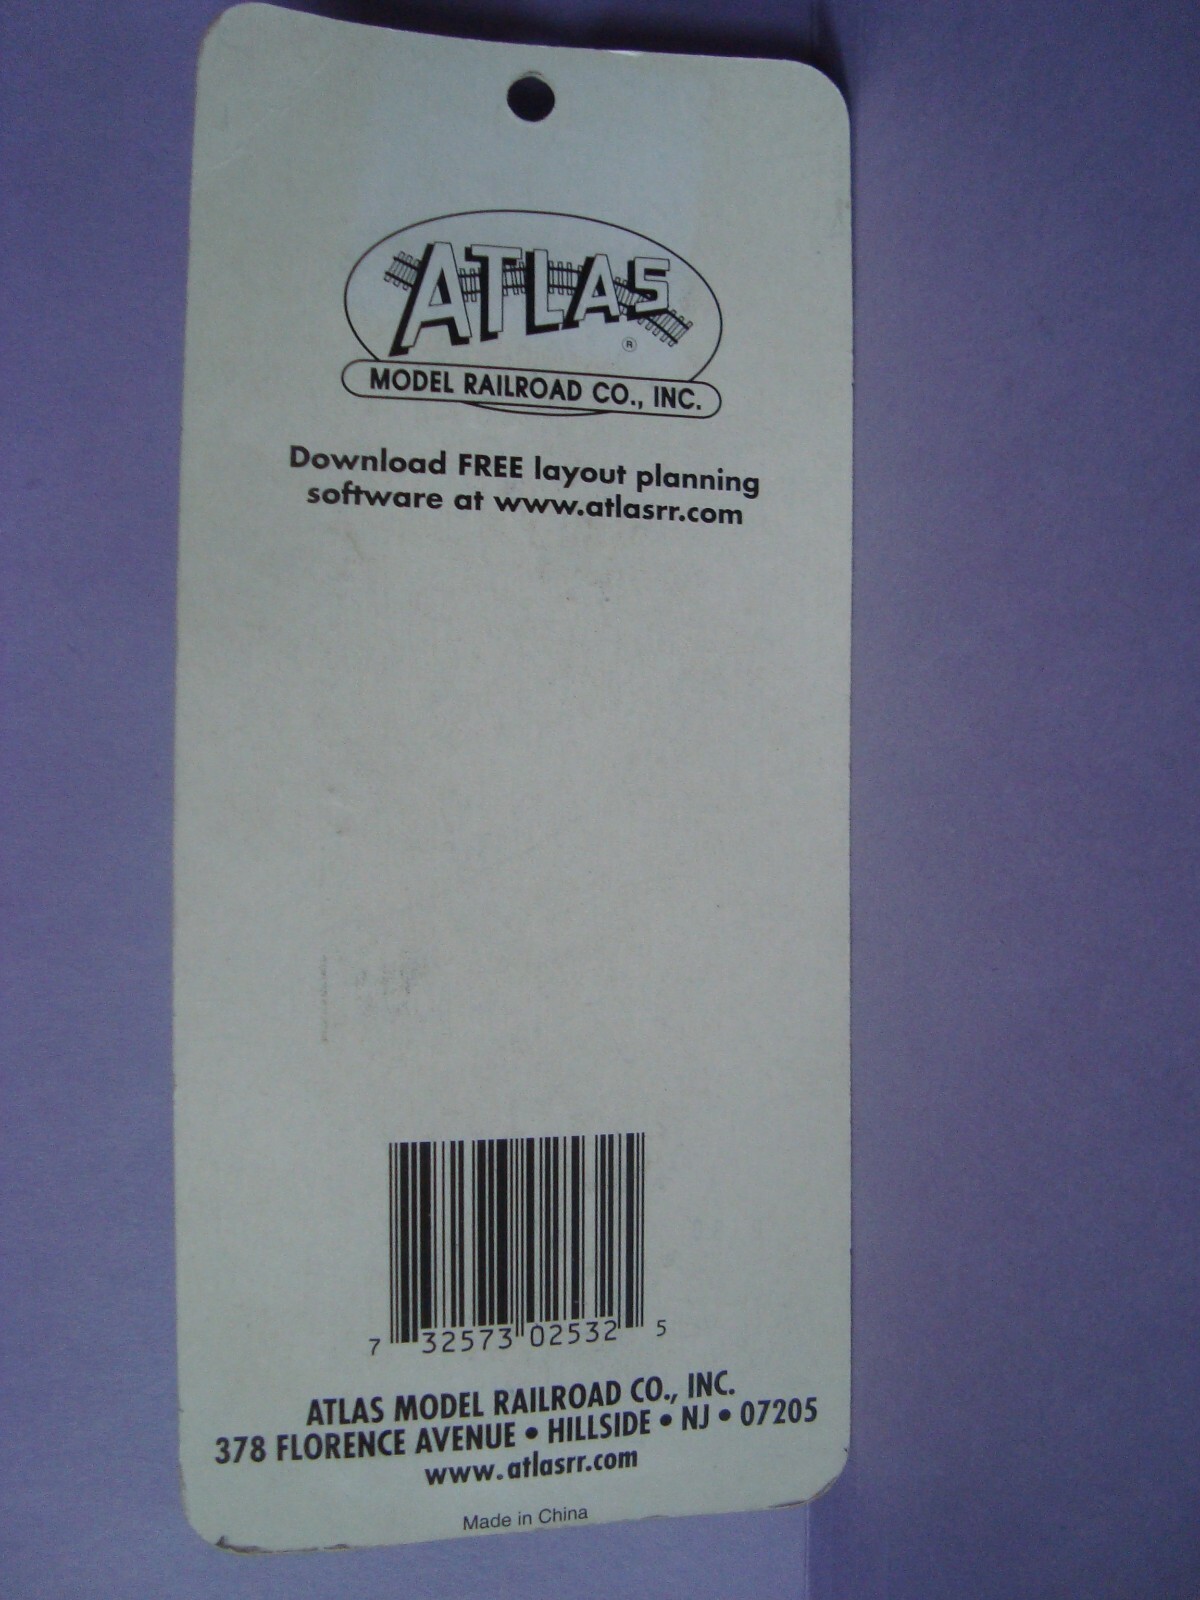 ATLAS
®
MODEL RAILROAD CO., INC.
Download FREE layout planning
software at www.atlasrr.com
7 32573 02532 5
ATLAS MODEL RAILROAD CO., INC.
378 FLORENCE AVENUE • HILLSIDE • NJ • 07205
www.atlasrr.com
Made in China